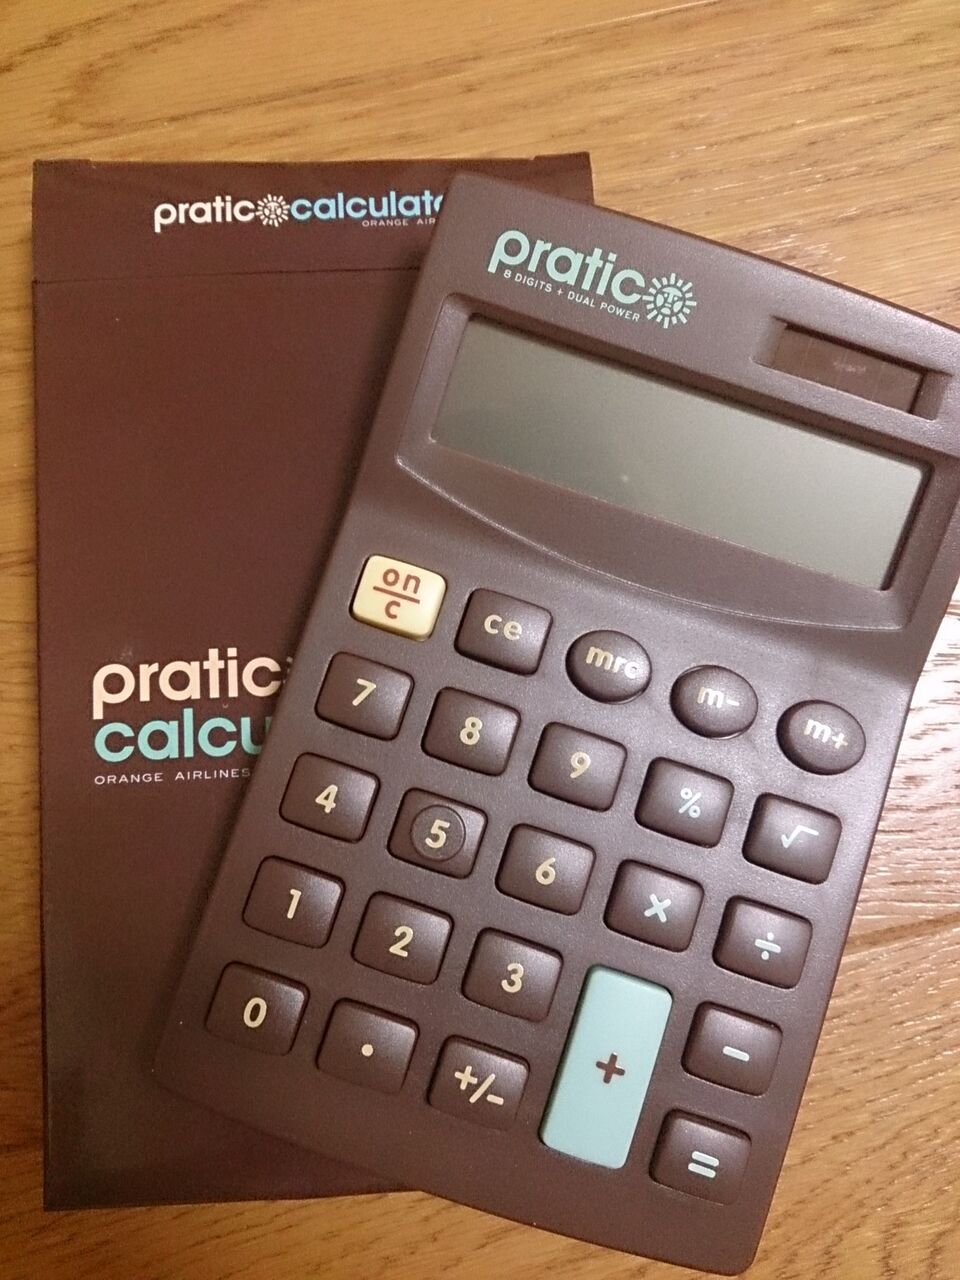 pratic calculat
ORANGE AIR
pratic
8 DIGITS + DUAL POWER
pratic
calcu
ORANGE AIRLINES
on
c
ce
mrc
m-
m+
7
8
9
%
√
4
5
6
×
÷
1
2
3
+
-
0
.
+/-
=